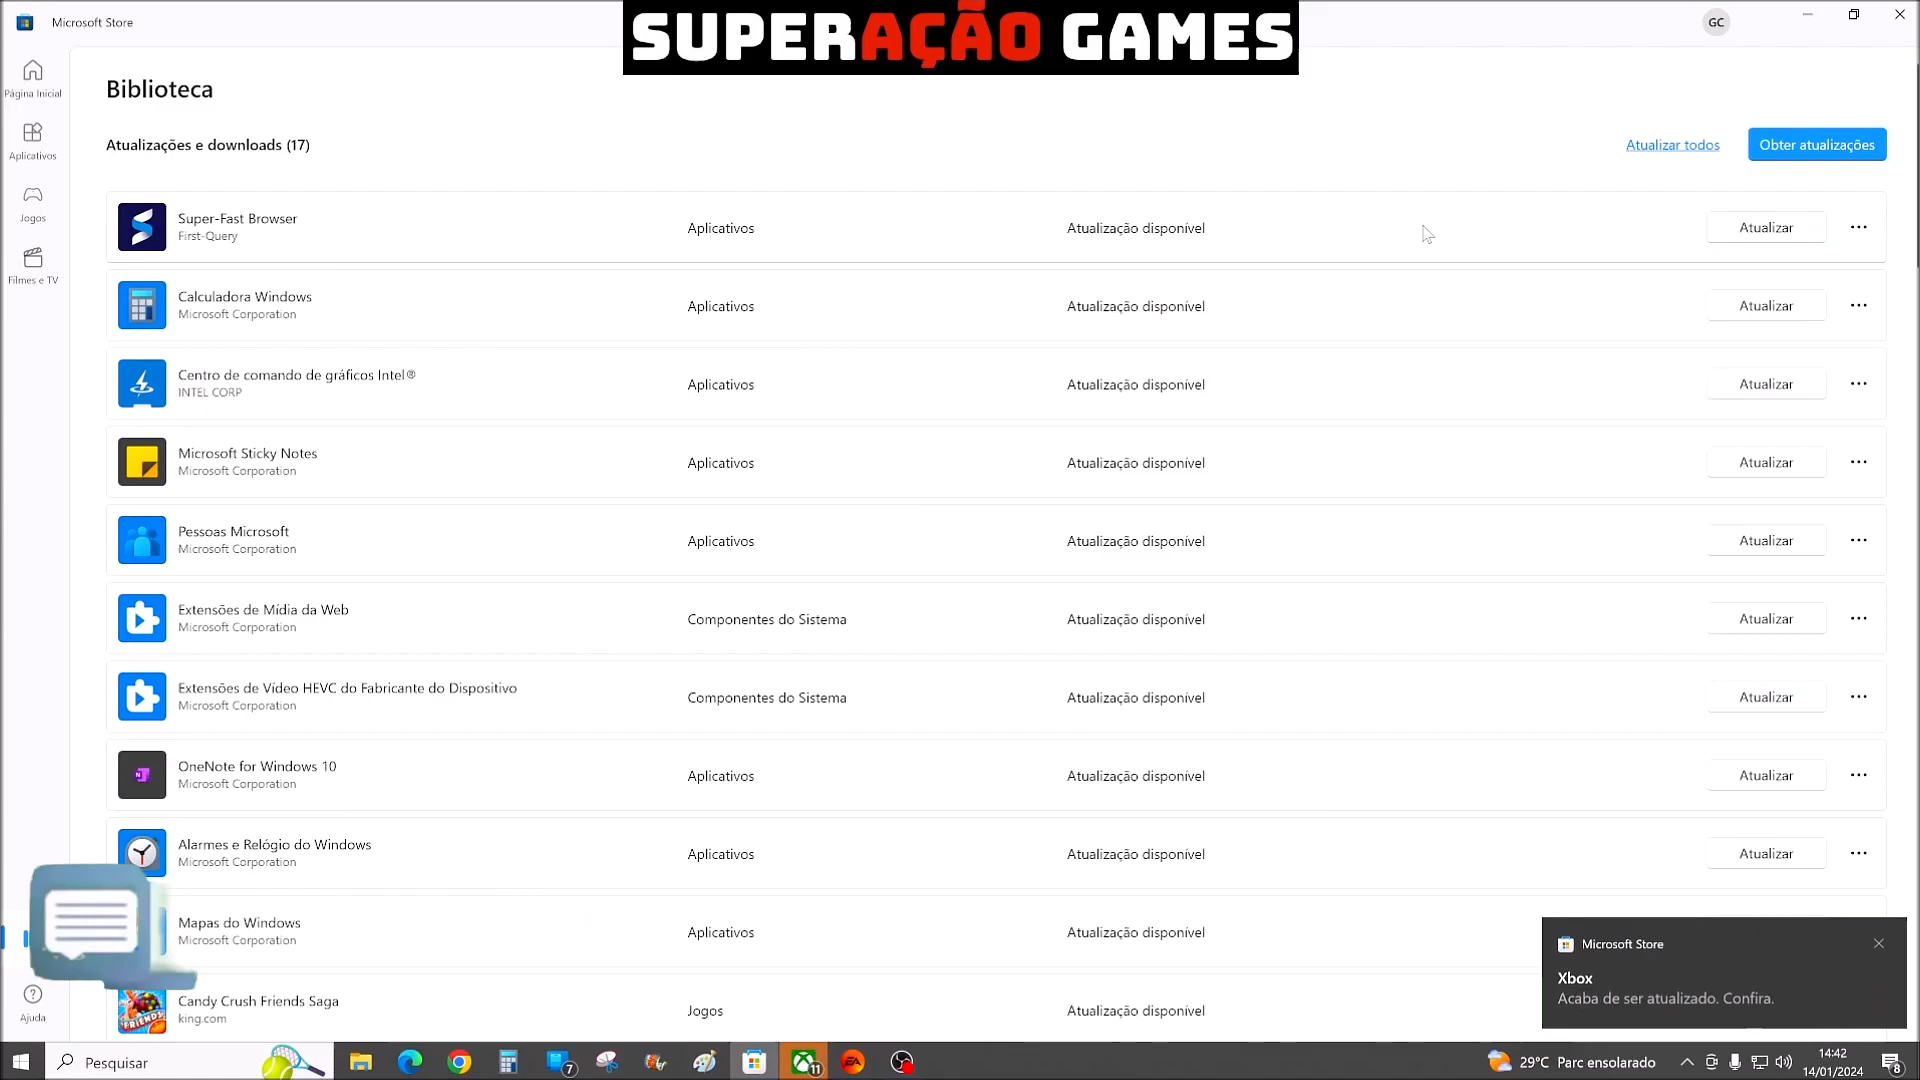 Microsoft Store
SUPERAÇÃO GAMES
GC
Página Inicial
Aplicativos
Jogos
Filmes e TV
Biblioteca
Atualizações e downloads (17)
Atualizar todos
Obter atualizações
Super-Fast Browser
First-Query
Aplicativos
Atualização disponível
Atualizar
Calculadora Windows
Microsoft Corporation
Aplicativos
Atualização disponível
Atualizar
Centro de comando de gráficos Intel®
INTEL CORP
Aplicativos
Atualização disponível
Atualizar
Microsoft Sticky Notes
Microsoft Corporation
Aplicativos
Atualização disponível
Atualizar
Pessoas Microsoft
Microsoft Corporation
Aplicativos
Atualização disponível
Atualizar
Extensões de Mídia da Web
Microsoft Corporation
Componentes do Sistema
Atualização disponível
Atualizar
Extensões de Vídeo HEVC do Fabricante do Dispositivo
Microsoft Corporation
Componentes do Sistema
Atualização disponível
Atualizar
OneNote for Windows 10
Microsoft Corporation
Aplicativos
Atualização disponível
Atualizar
Alarmes e Relógio do Windows
Microsoft Corporation
Aplicativos
Atualização disponível
Atualizar
Mapas do Windows
Microsoft Corporation
Aplicativos
Atualização disponível
Candy Crush Friends Saga
king.com
Jogos
Atualização disponível
FRIENDS
Microsoft Store
Xbox
Acaba de ser atualizado. Confira.
Ajuda
Pesquisar
7
11
EA
29°C Parc ensolarado
14:42
14/01/2024
8